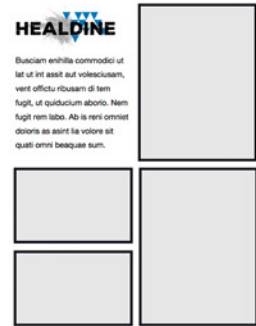 HEALDINE
Busciam enihilla commodici ut
lat ut int assit aut volesciusam,
vent offictu ribusam di tem
fugit, ut quiducium aborio. Nem
fugit rem labo. Ab is reni omniet
doloris as asint lia volore sit
quati omni beaquae sum.